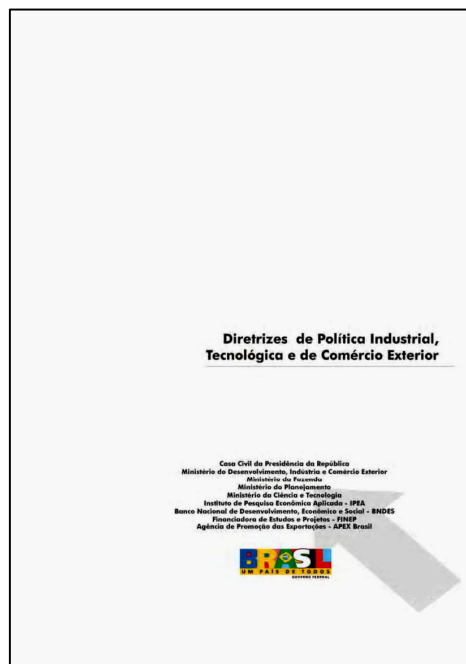 Diretrizes de Política Industrial,
Tecnológica e de Comércio Exterior
Casa Civil da Presidência da República
Ministério do Desenvolvimento, Indústria e Comércio Exterior
Ministério da Fazenda
Ministério do Planejamento
Ministério da Ciência e Tecnologia
Instituto de Pesquisa Econômica Aplicada - IPEA
Banco Nacional de Desenvolvimento, Econômico e Social - BNDES
Financiadora de Estudos e Projetos - FINEP
Agência de Promoção das Exportações - APEX Brasil
BRASIL
UM PAÍS DE TODOS
GOVERNO FEDERAL